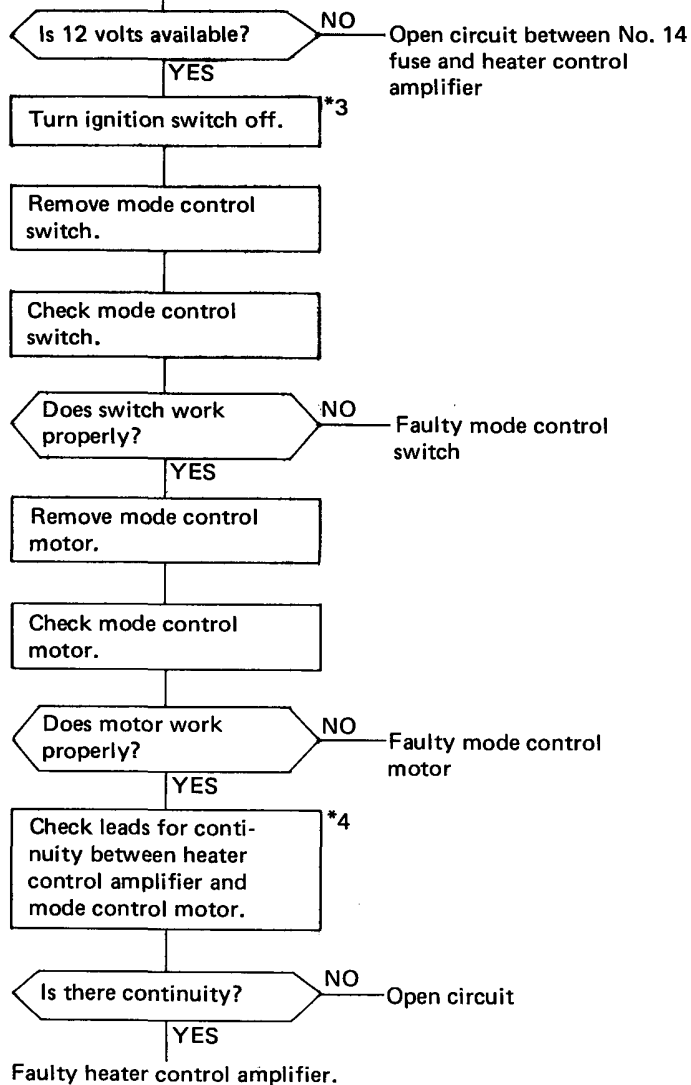 Is 12 volts available?
NO
Open circuit between No. 14
fuse and heater control
amplifier
YES
Turn ignition switch off.
*3
Remove mode control
switch.
Check mode control
switch.
Does switch work
properly?
NO
Faulty mode control
switch
YES
Remove mode control
motor.
Check mode control
motor.
Does motor work
properly?
NO
Faulty mode control
motor
YES
Check leads for conti-
nuity between heater
control amplifier and
mode control motor.
*4
Is there continuity?
NO
Open circuit
YES
Faulty heater control amplifier.